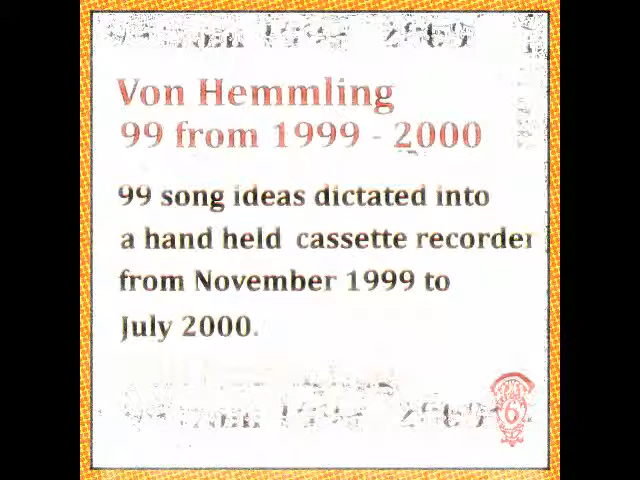 Von Hemmling
99 from 1999 - 2000
99 song ideas dictated into
a hand held cassette recorder
from November 1999 to
July 2000.
6